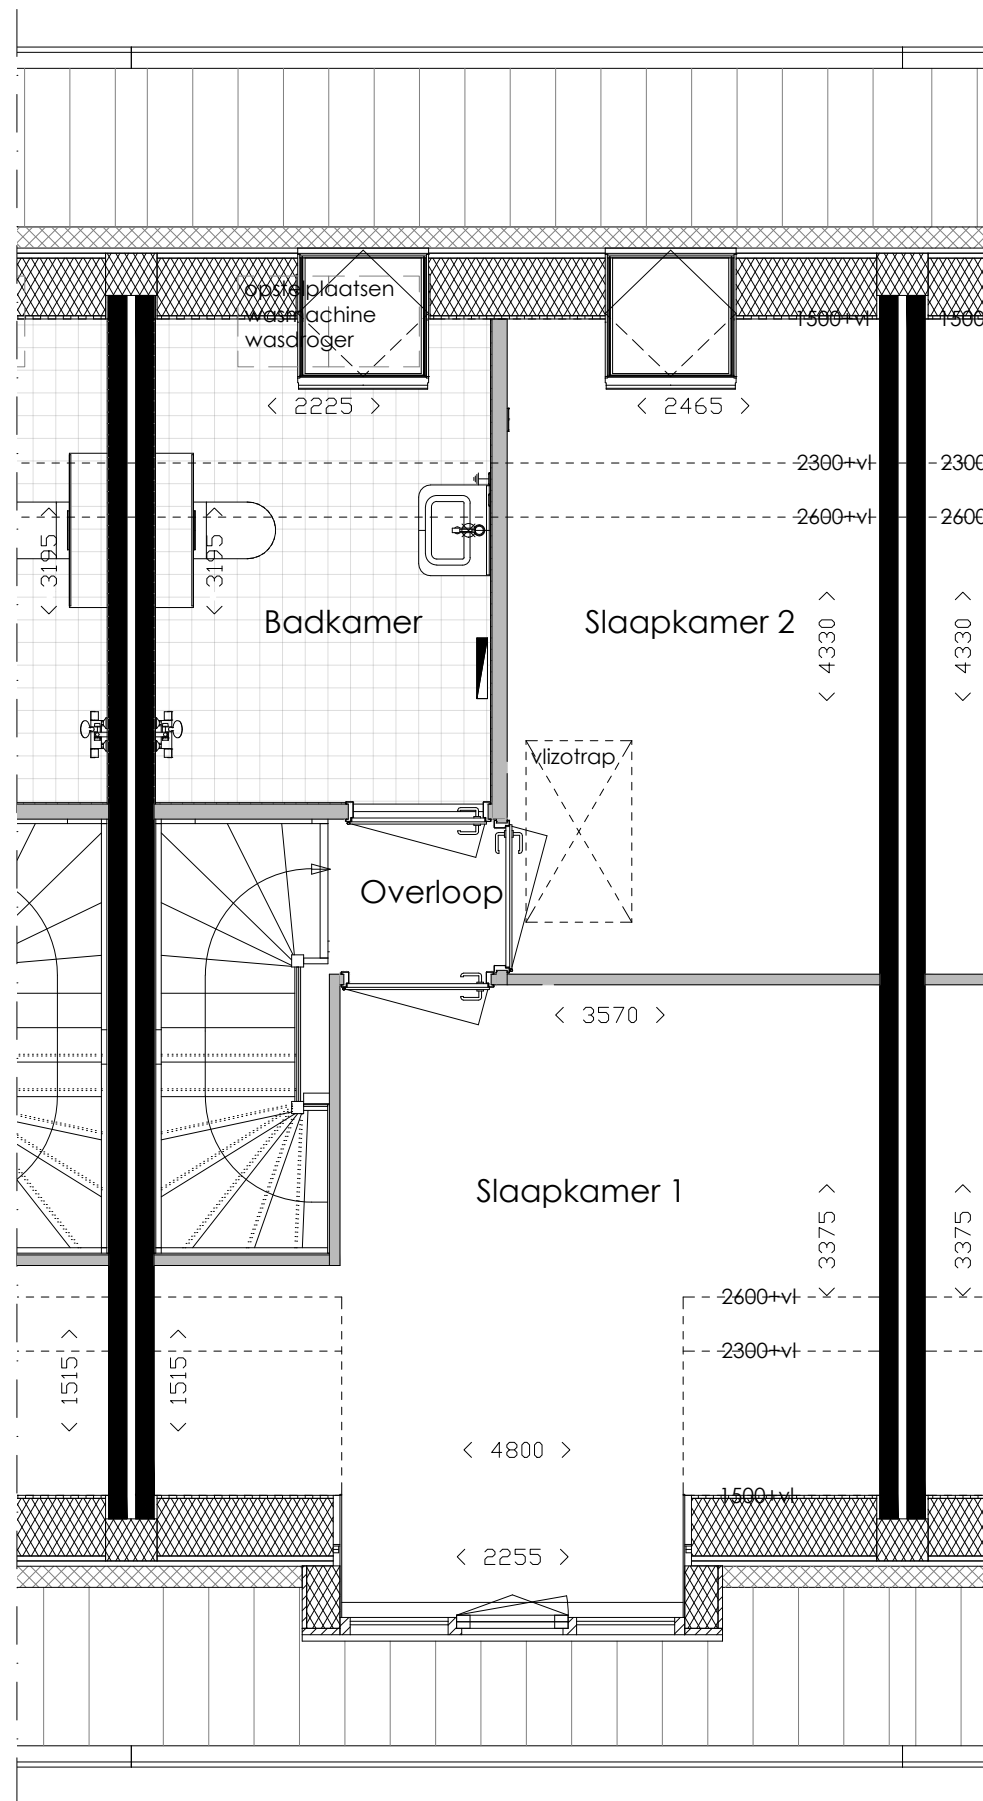 opstelplaatsen
wasmachine
wasdroger
1500+vl
1500
2225
2465
2300+vl
2300
2600+vl
2600
3195
3195
Badkamer
Slaapkamer 2
4330
4330
vlizotrap
Overloop
3570
Slaapkamer 1
3375
3375
2600+vl
2300+vl
1515
1515
4800
1500+vl
2255